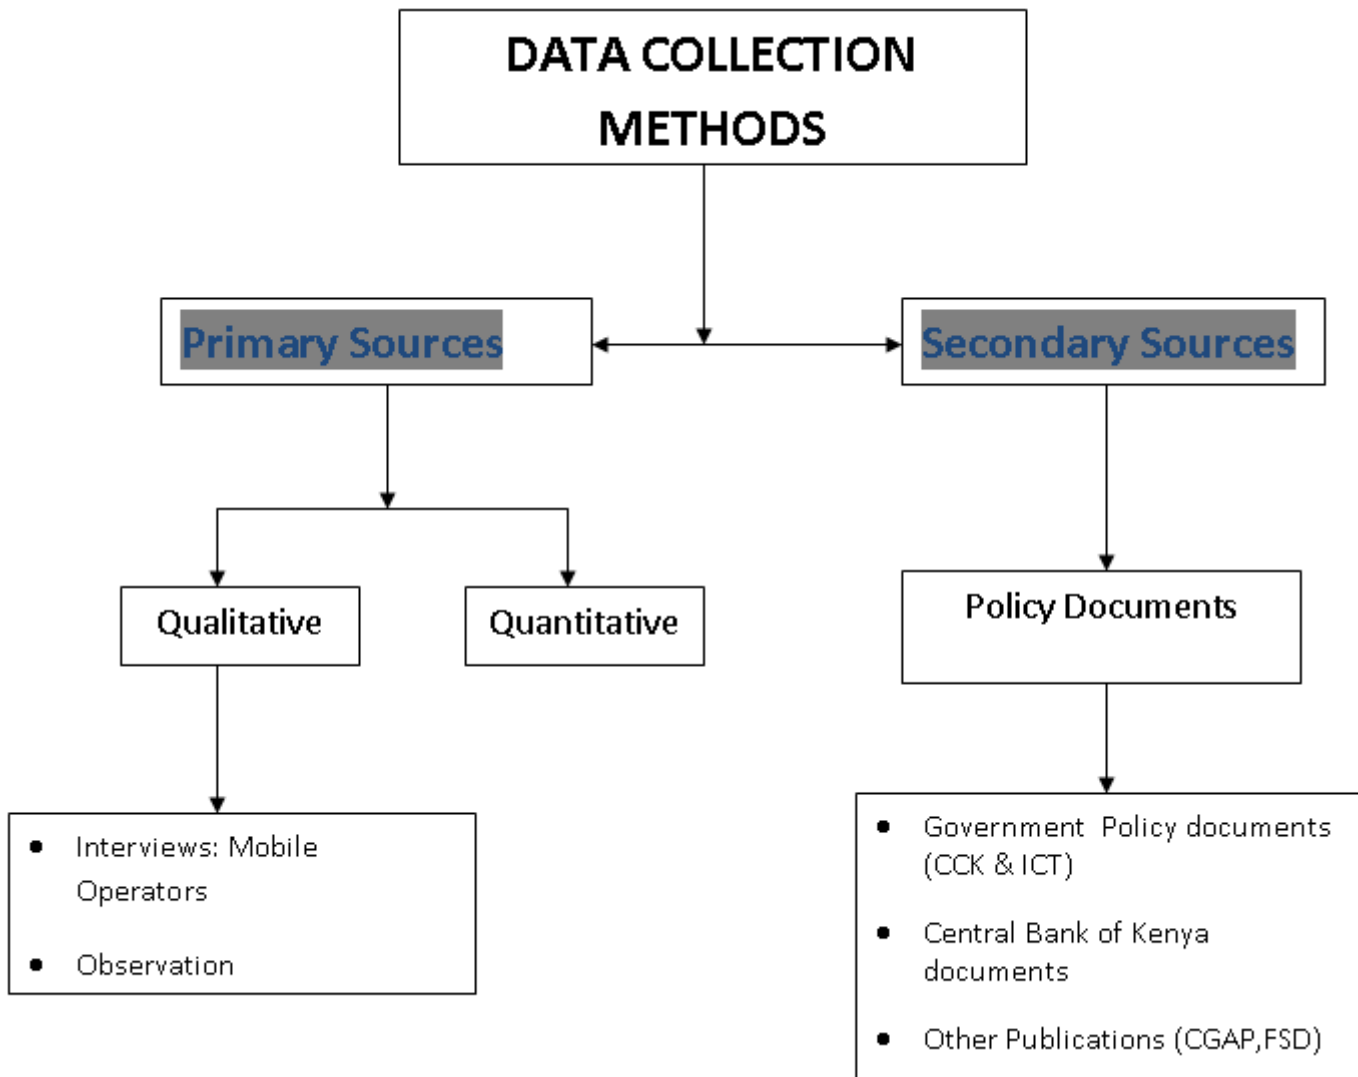 DATA COLLECTION
METHODS
Primary Sources
Secondary Sources
Qualitative
Quantitative
Policy Documents
• Interviews: Mobile
Operators
• Observation
• Government Policy documents
(CCK & ICT)
• Central Bank of Kenya
documents
• Other Publications (CGAP,FSD)